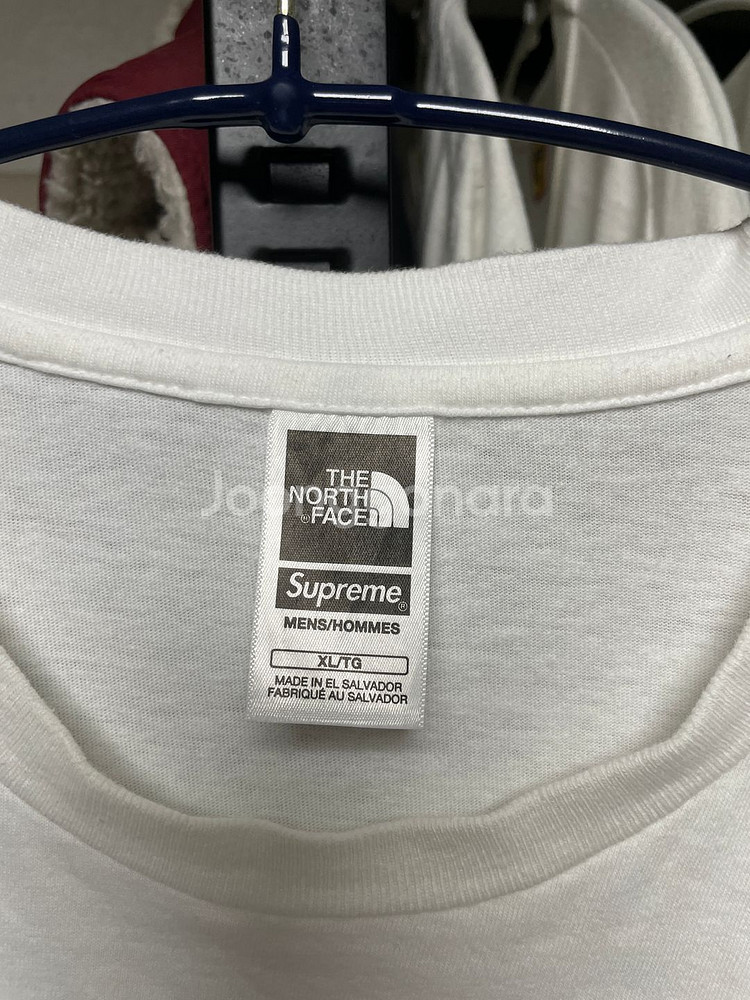 THE
NORTH
FACE
Supreme®
MENS/HOMMES
XL/TG
MADE IN EL SALVADOR
FABRIQUÉ AU SALVADOR